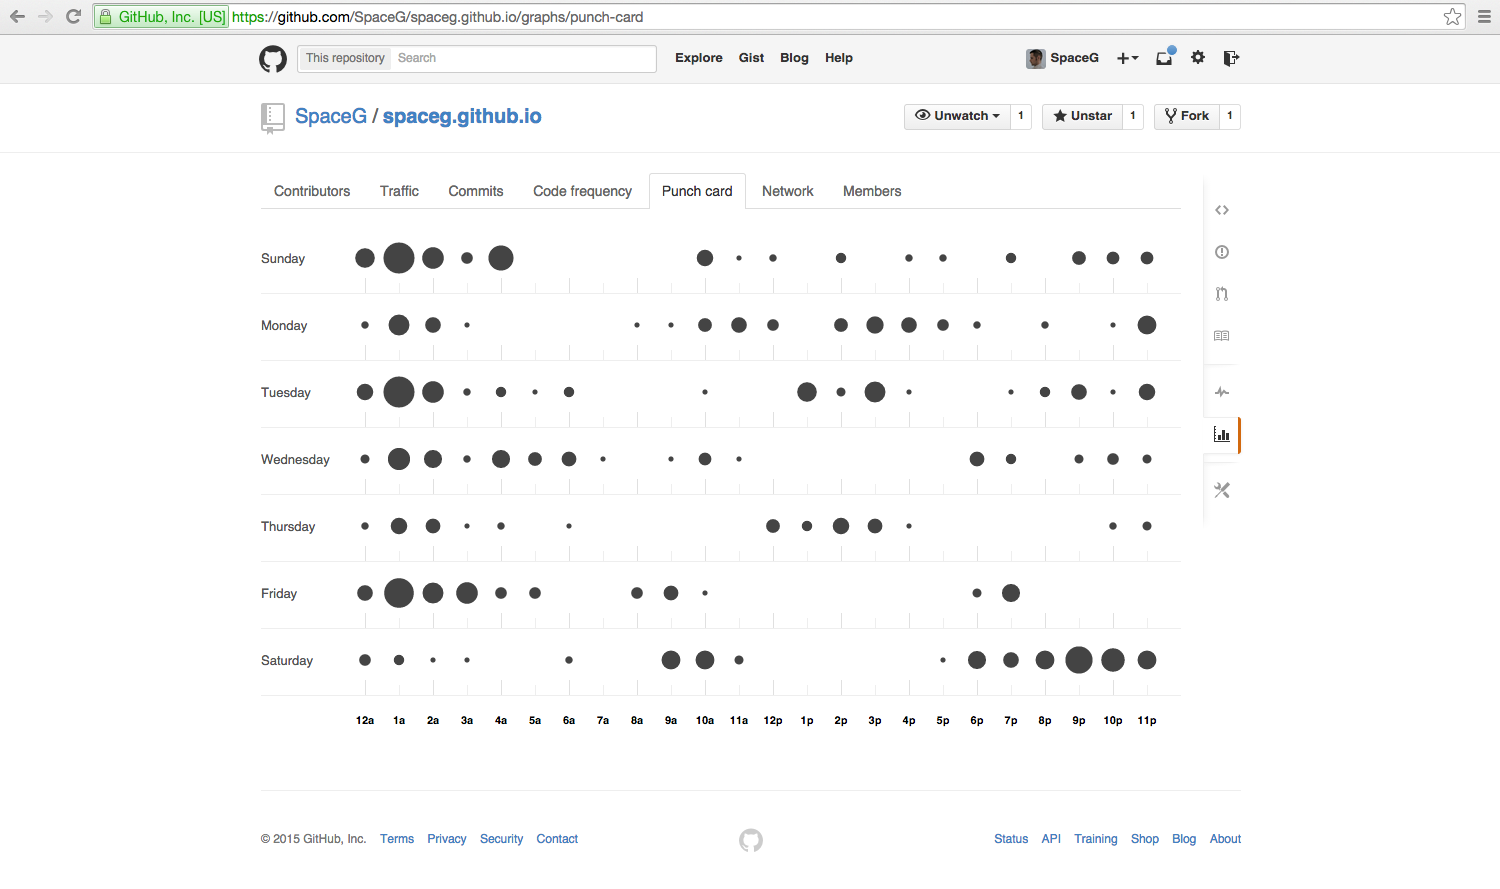 GitHub, Inc. [US] https://github.com/SpaceG/spaceg.github.io/graphs/punch-card
This repository Search Explore Gist Blog Help SpaceG
SpaceG / spaceg.github.io Unwatch 1 Unstar 1 Fork 1
Contributors Traffic Commits Code frequency Punch card Network Members
Sunday
Monday
Tuesday
Wednesday
Thursday
Friday
Saturday
12a 1a 2a 3a 4a 5a 6a 7a 8a 9a 10a 11a 12p 1p 2p 3p 4p 5p 6p 7p 8p 9p 10p 11p
© 2015 GitHub, Inc. Terms Privacy Security Contact Status API Training Shop Blog About